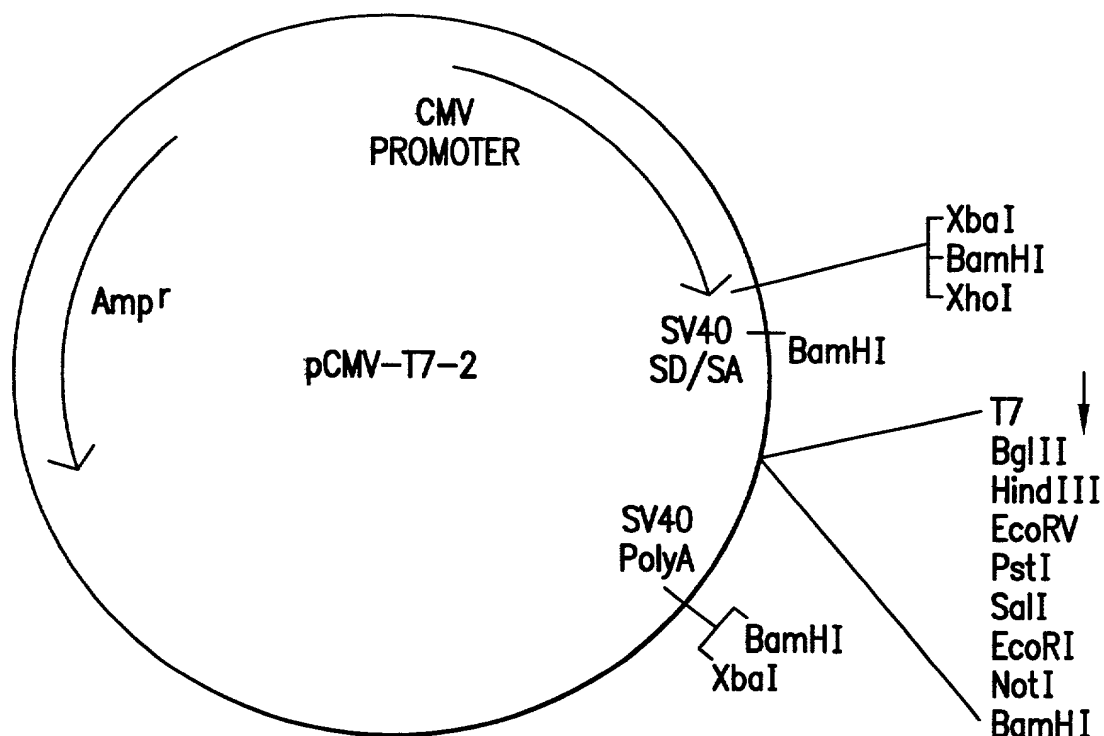 CMV
PROMOTER
Ampʳ
pCMV-T7-2
XbaI
BamHI
XhoI
SV40
SD/SA
BamHI
T7
BglII
HindIII
EcoRV
PstI
SalI
EcoRI
NotI
BamHI
SV40
PolyA
BamHI
XbaI